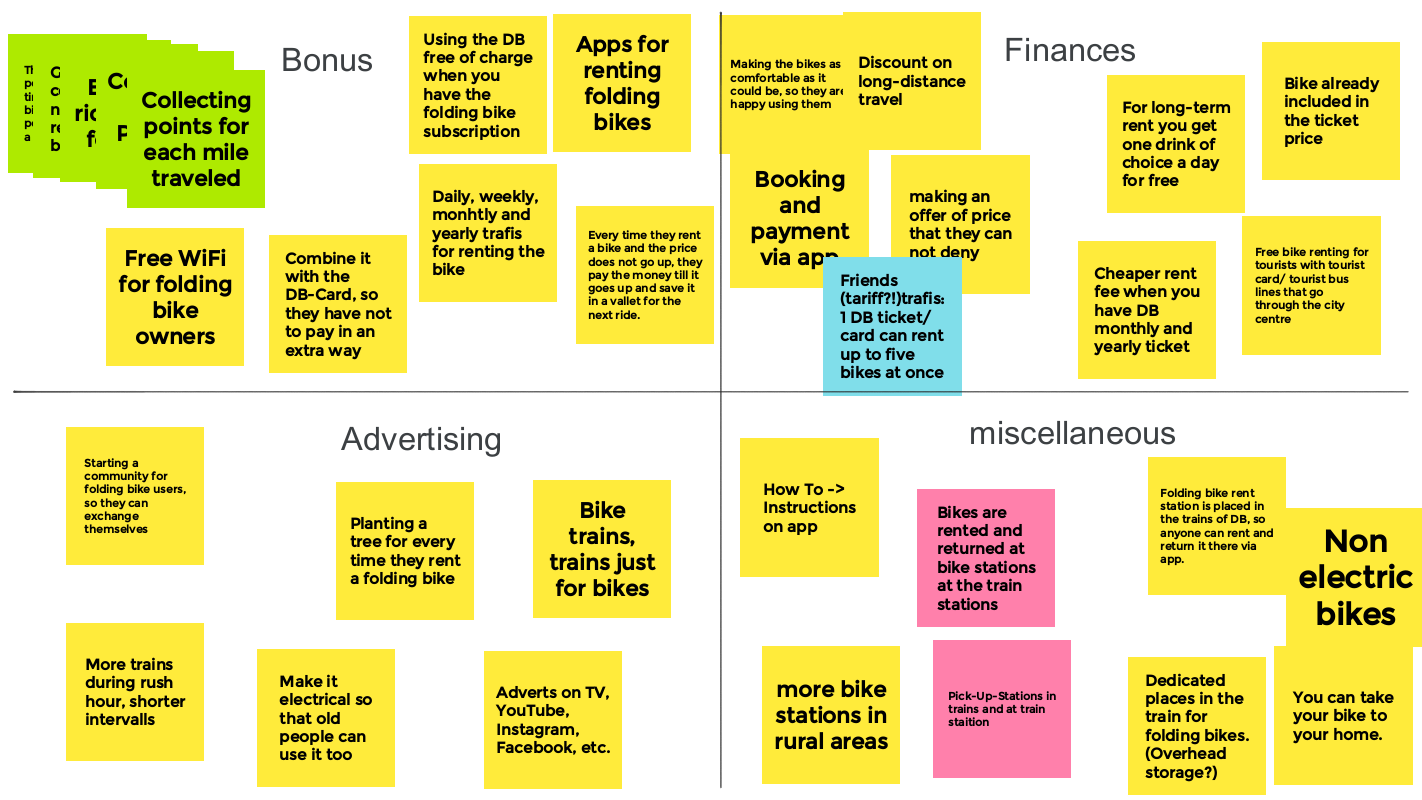 Bonus
Collecting
points for
each mile
traveled
Using the DB
free of charge
when you
have the
folding bike
subscription
Apps for
renting
folding
bikes
Daily, weekly,
monhtly and
yearly trafis
for renting the
bike
Every time they rent
a bike and the price
does not go up, they
pay the money till it
goes up and save it
in a vallet for the
next ride.
Free WiFi
for folding
bike
owners
Combine it
with the
DB-Card, so
they have not
to pay in an
extra way
Finances
Making the bikes as
comfortable as it
could be, so they are
happy using them
Discount on
long-distance
travel
For long-term
rent you get
one drink of
choice a day
for free
Bike already
included in
the ticket
price
Booking
and
payment
via app
making an
offer of price
that they can
not deny
Friends
(tariff?!)trafis:
1 DB ticket/
card can rent
up to five
bikes at once
Cheaper rent
fee when you
have DB
monthly and
yearly ticket
Free bike renting for
tourists with tourist
card/ tourist bus
lines that go
through the city
centre
Advertising
Starting a
community for
folding bike users,
so they can
exchange
themselves
Planting a
tree for every
time they rent
a folding bike
Bike
trains,
trains just
for bikes
More trains
during rush
hour, shorter
intervalls
Make it
electrical so
that old
people can
use it too
Adverts on TV,
YouTube,
Instagram,
Facebook, etc.
miscellaneous
How To ->
Instructions
on app
Bikes are
rented and
returned at
bike stations
at the train
stations
Folding bike rent
station is placed in
the trains of DB, so
anyone can rent and
return it there via
app.
Non
electric
bikes
more bike
stations in
rural areas
Pick-Up-Stations in
trains and at train
staition
Dedicated
places in the
train for
folding bikes.
(Overhead
storage?)
You can take
your bike to
your home.